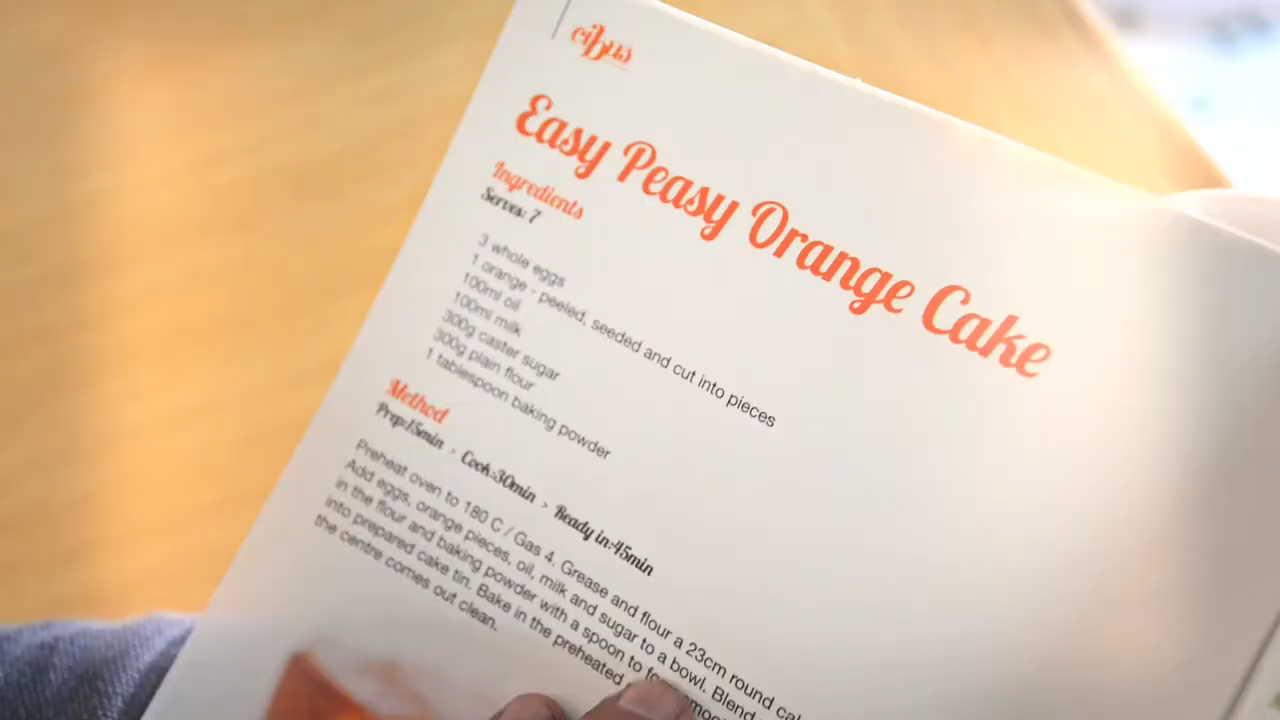 cibus
Easy Peasy Orange Cake
Ingredients
Serves: 7
3 whole eggs
1 orange - peeled, seeded and cut into pieces
100ml oil
100ml milk
300g caster sugar
300g plain flour
1 tablespoon baking powder
Method
Prep:15min > Cook:30min > Ready in:45min
Preheat oven to 180 C / Gas 4. Grease and flour a 23cm round
Add eggs, orange pieces, oil, milk and sugar to a bowl. Blend
in the flour and baking powder with a spoon to
into prepared cake tin. Bake in the preheated
the centre comes out clean.